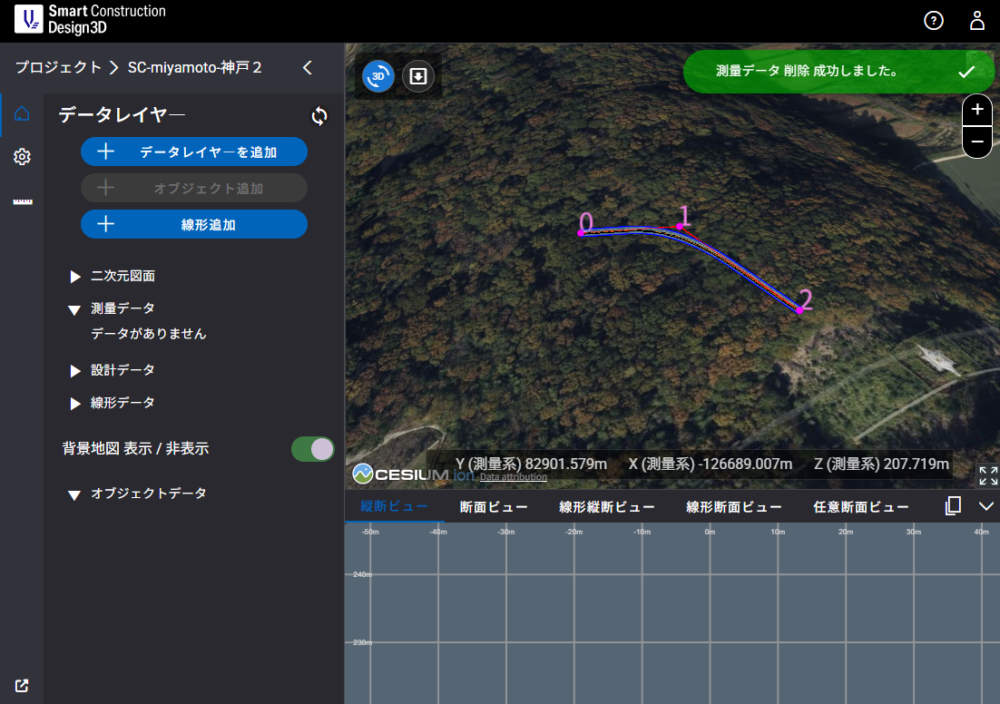 Smart Construction
Design3D
プロジェクト > SC-miyamoto-神戸２
データレイヤー
データレイヤーを追加
オブジェクト追加
線形追加
二次元図面
測量データ
データがありません
設計データ
線形データ
背景地図 表示 / 非表示
オブジェクトデータ
3D
測量データ 削除 成功しました。
+
−
0
1
2
Y (測量系) 82901.579m X (測量系) -126689.007m Z (測量系) 207.719m
CESIUM ion Data attribution
縦断ビュー 断面ビュー 線形縦断ビュー 線形断面ビュー 任意断面ビュー
-50m -40m -30m -20m -10m 0m 10m 20m 30m 40m
240m
230m